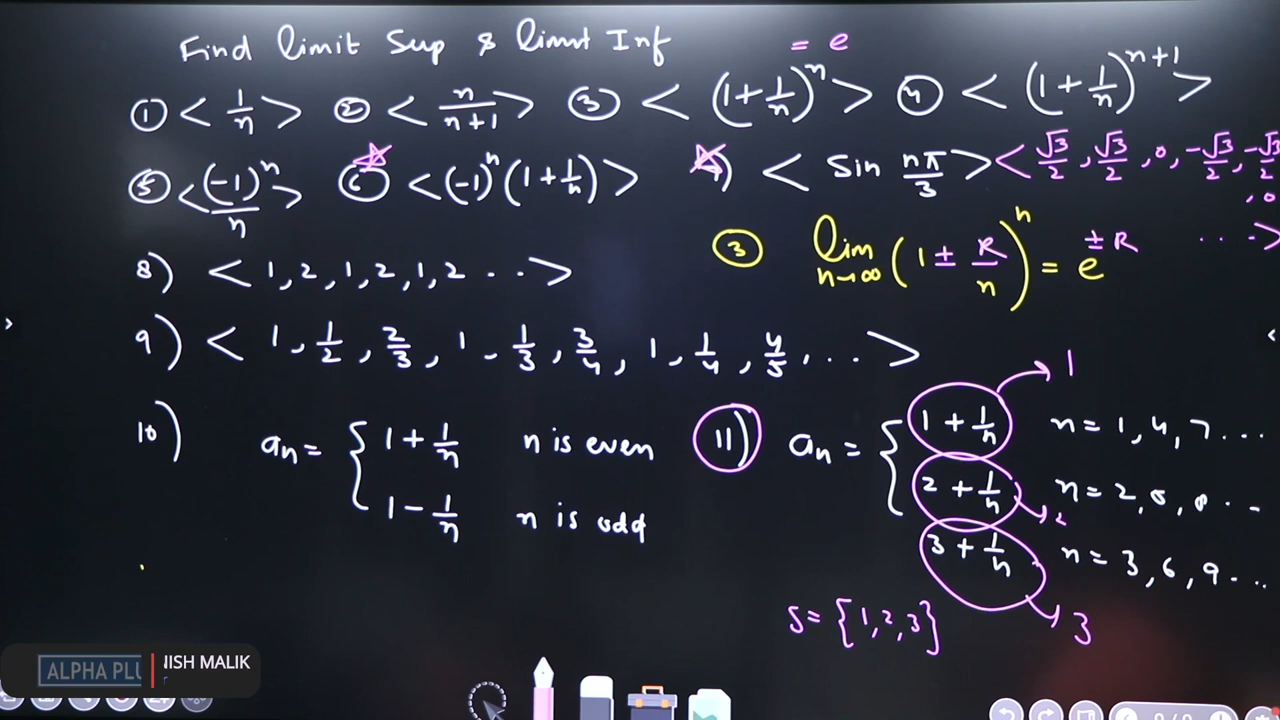 Find limit Sup & limit Inf = e
① < 1/n > ② < n/n+1 > ③ < (1+1/n)^n > ④ < (1+1/n)^n+1 >
⑤ < (-1)^n/n > ⑥ < (-1)^n (1+1/n) > 7) < Sin nπ/3 > < √3/2, √3/2, 0, -√3/2, -√3/2
, 0
③ lim n→∞ (1 ± R/n)^n = e^±R ...>
8) < 1,2,1,2,1,2 ...>
9) < 1, 1/2, 2/3, 1, 1/3, 3/4, 1, 1/4, 4/5, ...>
10) an = { 1+1/n n is even
1-1/n n is odd
11) an = { 1+1/n n = 1,4,7... → 1
2+1/n n = 2, ... → 2
3+1/n n = 3,6,9... → 3
S = {1,2,3}
ALPHA PLU
NISH MALIK